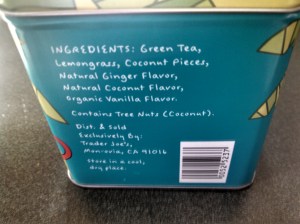 INGREDIENTS: Green Tea,
Lemongrass, Coconut Pieces,
Natural Ginger Flavor,
Natural Coconut Flavor,
Organic Vanilla Flavor.
Contains Tree Nuts (Coconut).
Dist. & Sold
Exclusively By:
Trader Joe's,
Monrovia, CA 91016
Store in a cool,
dry place.